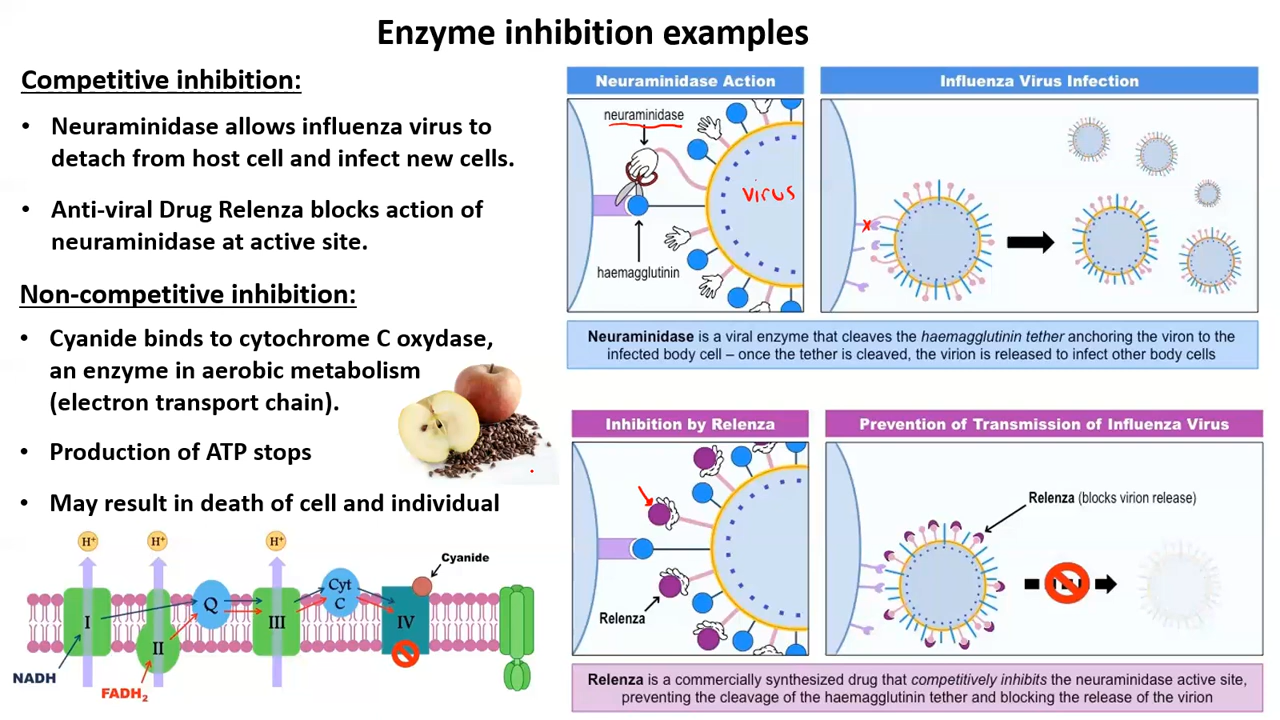 Enzyme inhibition examples
Competitive inhibition:
• Neuraminidase allows influenza virus to
detach from host cell and infect new cells.
• Anti-viral Drug Relenza blocks action of
neuraminidase at active site.
Non-competitive inhibition:
• Cyanide binds to cytochrome C oxydase,
an enzyme in aerobic metabolism
(electron transport chain).
• Production of ATP stops
• May result in death of cell and individual
H⁺
H⁺
H⁺
Cyanide
I
II
Q
III
Cyt
C
IV
NADH
FADH₂
Neuraminidase Action
neuraminidase
virus
haemagglutinin
Influenza Virus Infection
x
Neuraminidase is a viral enzyme that cleaves the haemagglutinin tether anchoring the viron to the
infected body cell – once the tether is cleaved, the virion is released to infect other body cells
Inhibition by Relenza
Relenza
Prevention of Transmission of Influenza Virus
Relenza (blocks virion release)
Relenza is a commercially synthesized drug that competitively inhibits the neuraminidase active site,
preventing the cleavage of the haemagglutinin tether and blocking the release of the virion